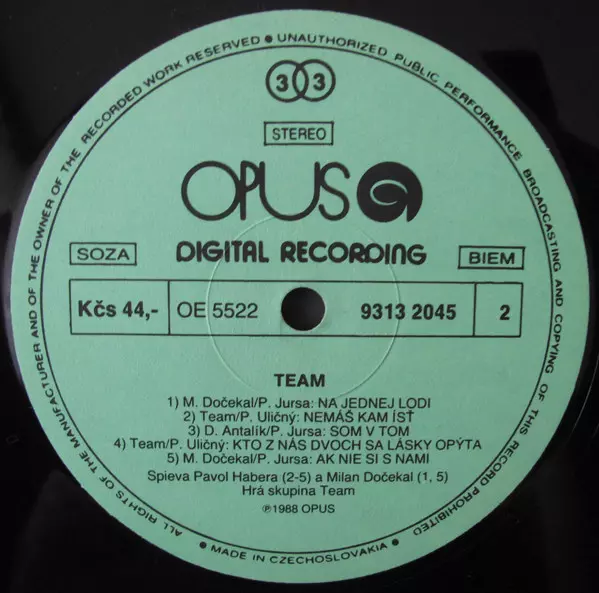 ALL RIGHTS OF THE MANUFACTURER AND OF THE OWNER OF THE RECORDED WORK RESERVED • UNAUTHORIZED PUBLIC PERFORMANCE BROADCASTING AND COPYING OF THIS RECORD PROHIBITED
33
STEREO
OPUS
SOZA
DIGITAL RECORDING
BIEM
Kčs 44,-
OE 5522
9313 2045
2
TEAM
1) M. Dočekal/P. Jursa: NA JEDNEJ LODI
2) Team/P. Uličný: NEMÁŠ KAM ÍSŤ
3) D. Antalík/P. Jursa: SOM V TOM
4) Team/P. Uličný: KTO Z NÁS DVOCH SA LÁSKY OPÝTA
5) M. Dočekal/P. Jursa: AK NIE SI S NAMI
Spieva Pavol Habera (2-5) a Milan Dočekal (1, 5)
Hrá skupina Team
℗1988 OPUS
• MADE IN CZECHOSLOVAKIA •